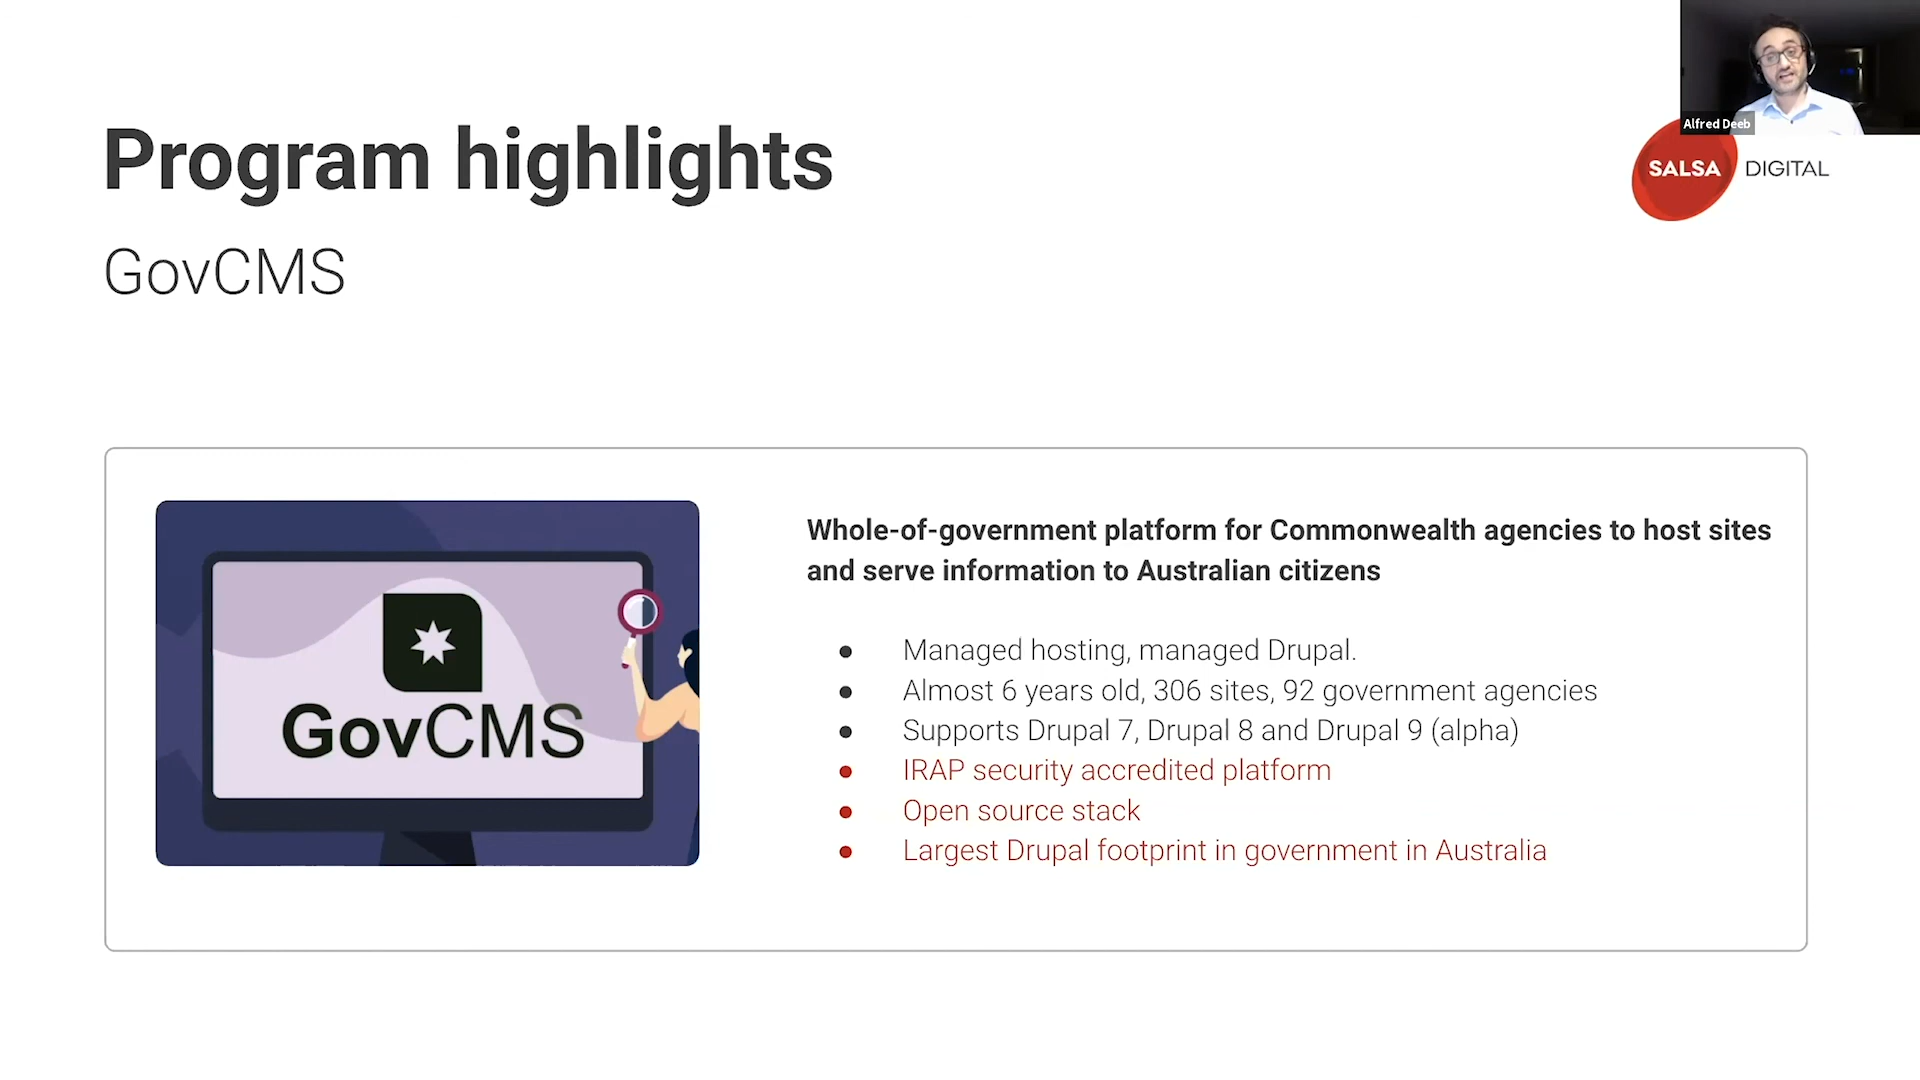 Alfred Deeb
SALSA DIGITAL
Program highlights
GovCMS
GovCMS
Whole-of-government platform for Commonwealth agencies to host sites
and serve information to Australian citizens
● Managed hosting, managed Drupal.
● Almost 6 years old, 306 sites, 92 government agencies
● Supports Drupal 7, Drupal 8 and Drupal 9 (alpha)
● IRAP security accredited platform
● Open source stack
● Largest Drupal footprint in government in Australia